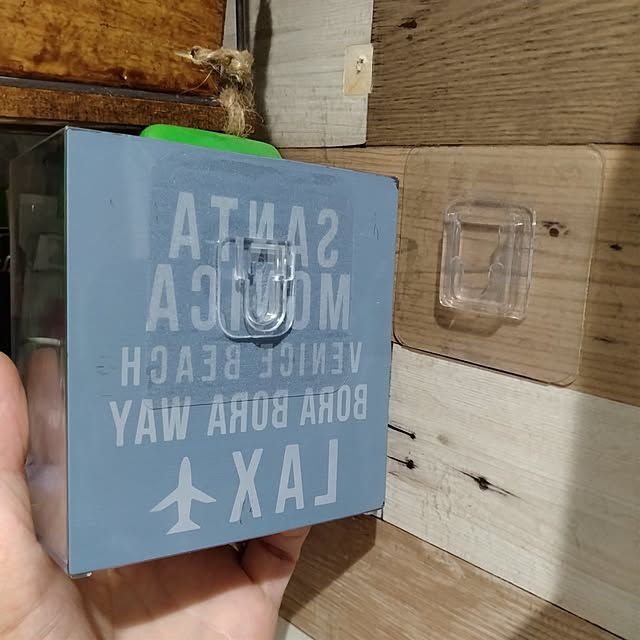 SANTA
MONICA
VENICE BEACH
BORA BORA WAY
LAX